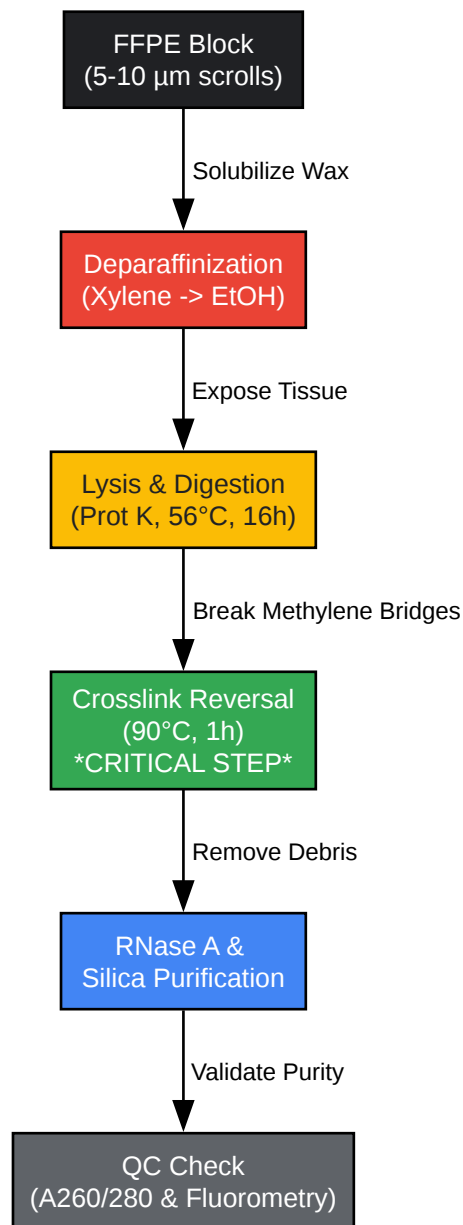 FFPE Block
(5-10 µm scrolls)
Solubilize Wax
Deparaffinization
(Xylene -> EtOH)
Expose Tissue
Lysis & Digestion
(Prot K, 56°C, 16h)
Break Methylene Bridges
Crosslink Reversal
(90°C, 1h)
*CRITICAL STEP*
Remove Debris
RNase A &
Silica Purification
Validate Purity
QC Check
(A260/280 & Fluorometry)